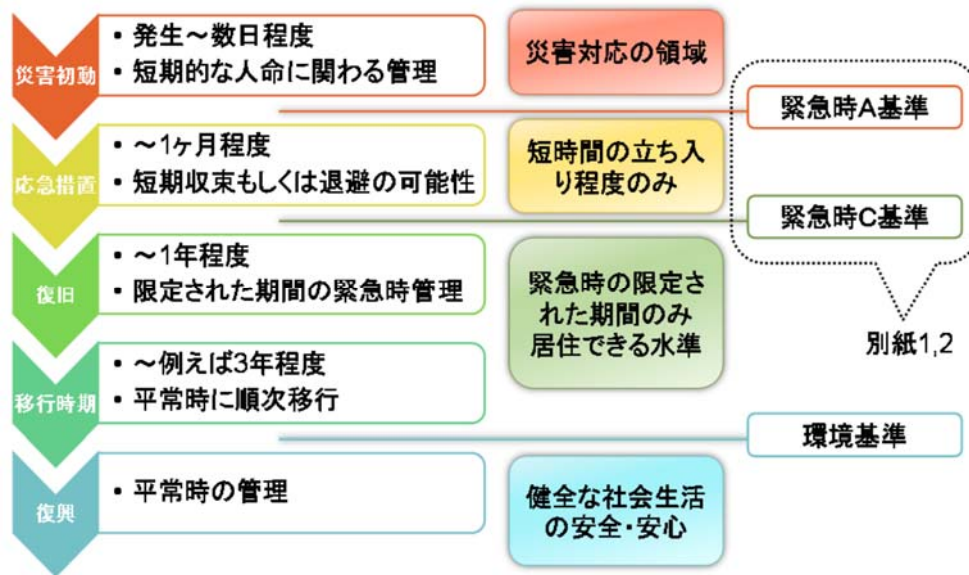 災害初動
・発生～数日程度
・短期的な人命に関わる管理
災害対応の領域
緊急時A基準
応急措置
・～1ヶ月程度
・短期収束もしくは退避の可能性
短時間の立ち入
り程度のみ
緊急時C基準
復旧
・～1年程度
・限定された期間の緊急時管理
緊急時の限定さ
れた期間のみ
居住できる水準
別紙1,2
移行時期
・～例えば3年程度
・平常時に順次移行
環境基準
復興
・平常時の管理
健全な社会生活
の安全・安心